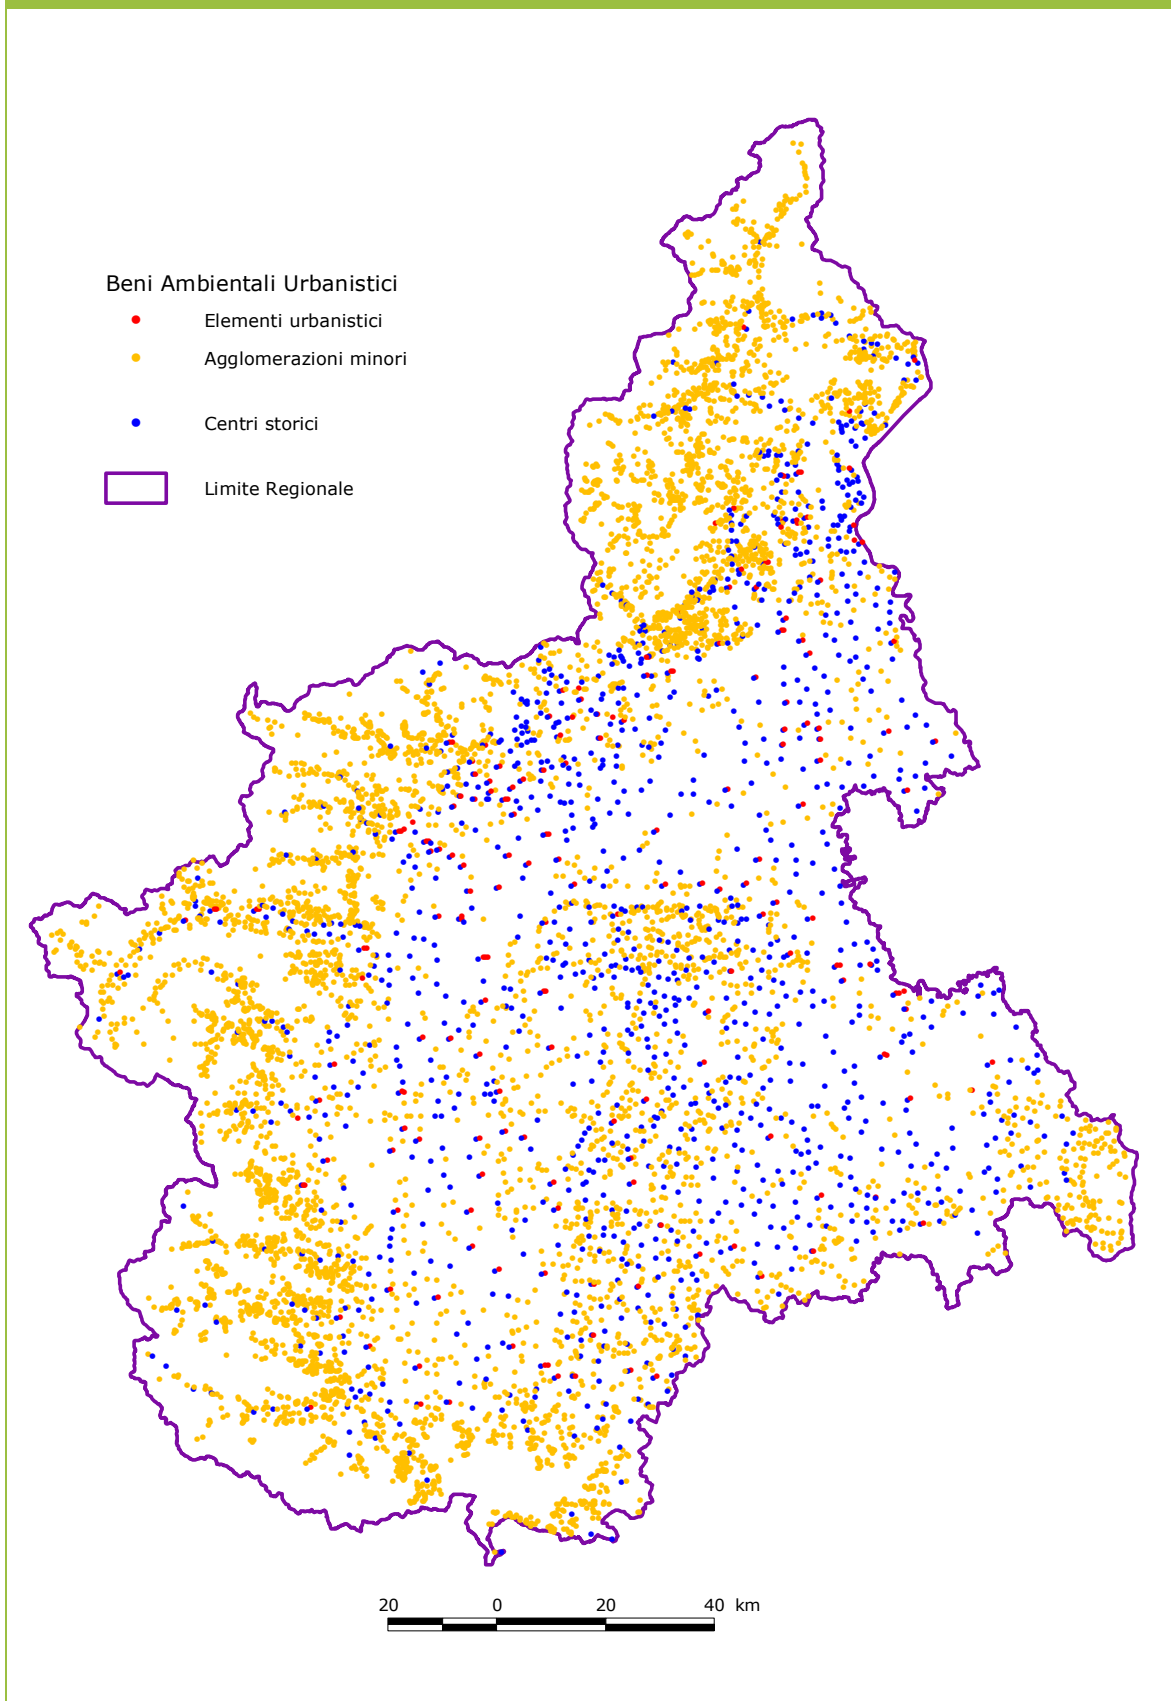 Beni Ambientali Urbanistici
Elementi urbanistici
Agglomerazioni minori
Centri storici
Limite Regionale
20 0 20 40 km